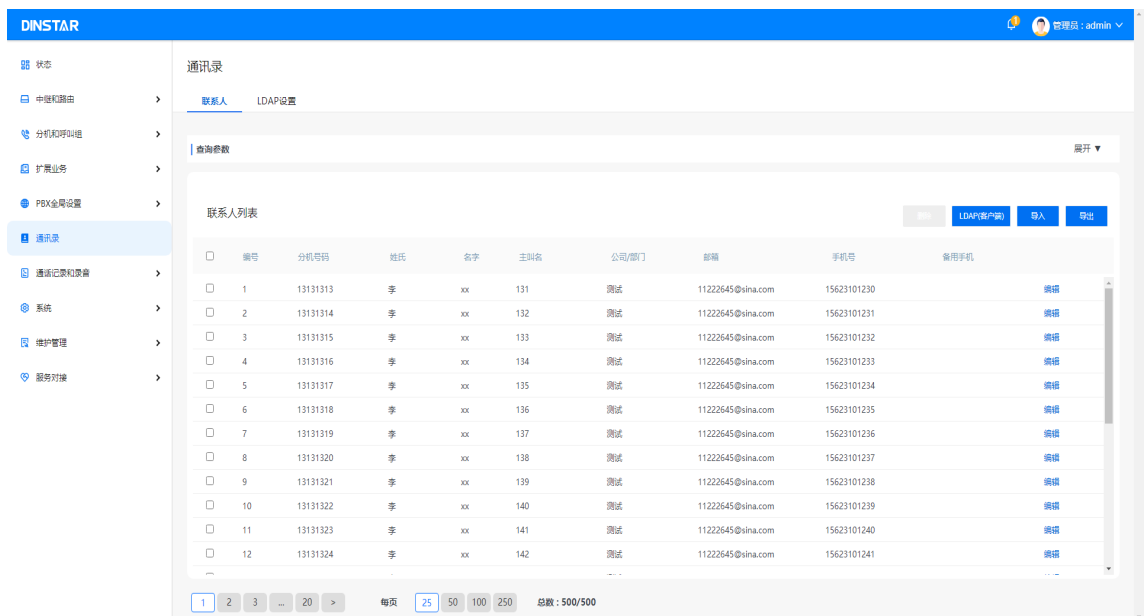 DINSTAR
1
管理员 : admin
状态
中继和路由
分机和呼叫组
扩展业务
PBX全局设置
通讯录
通话记录和录音
系统
维护管理
服务对接
通讯录
联系人 LDAP设置
查询参数 展开 ▼
联系人列表
删除 LDAP(客户端) 导入 导出
编号 分机号码 姓氏 名字 主叫名 公司/部门 邮箱 手机号 备用手机
1 13131313 李 xx 131 测试 11222645@sina.com 15623101230 编辑
2 13131314 李 xx 132 测试 11222645@sina.com 15623101231 编辑
3 13131315 李 xx 133 测试 11222645@sina.com 15623101232 编辑
4 13131316 李 xx 134 测试 11222645@sina.com 15623101233 编辑
5 13131317 李 xx 135 测试 11222645@sina.com 15623101234 编辑
6 13131318 李 xx 136 测试 11222645@sina.com 15623101235 编辑
7 13131319 李 xx 137 测试 11222645@sina.com 15623101236 编辑
8 13131320 李 xx 138 测试 11222645@sina.com 15623101237 编辑
9 13131321 李 xx 139 测试 11222645@sina.com 15623101238 编辑
10 13131322 李 xx 140 测试 11222645@sina.com 15623101239 编辑
11 13131323 李 xx 141 测试 11222645@sina.com 15623101240 编辑
12 13131324 李 xx 142 测试 11222645@sina.com 15623101241 编辑
1 2 3 ... 20 > 每页 25 50 100 250 总数 : 500/500